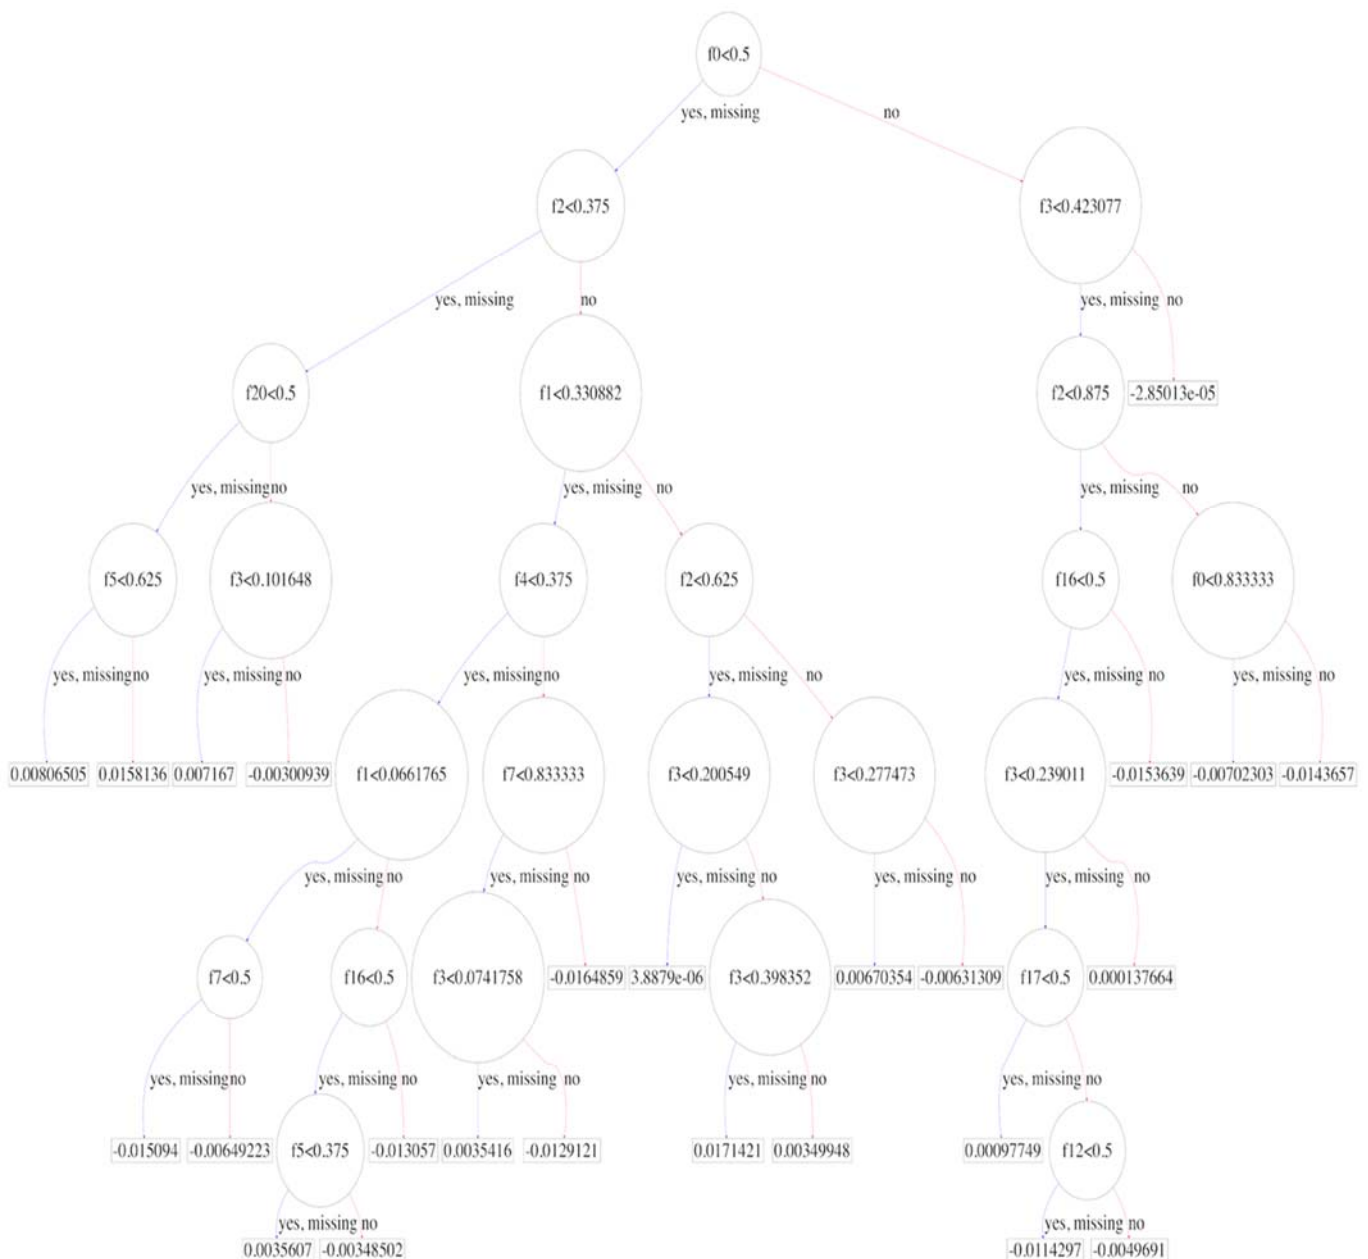 f0<0.5
yes, missing no
f2<0.375 f3<0.423077
yes, missing no yes, missing no
f20<0.5 f1<0.330882 f2<0.875 -2.85013e-05
yes, missing no yes, missing no yes, missing no
f5<0.625 f3<0.101648 f4<0.375 f2<0.625 f16<0.5 f0<0.833333
yes, missing no yes, missing no yes, missing no yes, missing no yes, missing no yes, missing no
0.00806505 0.0158136 0.007167 -0.00300939 f1<0.0661765 f7<0.833333 f3<0.200549 f3<0.277473 f3<0.239011 -0.0153639 -0.00702303 -0.0143657
yes, missing no yes, missing no yes, missing no yes, missing no yes, missing no
f7<0.5 f16<0.5 f3<0.0741758 -0.0164859 3.8879e-06 f3<0.398352 0.00670354 -0.00631309 f17<0.5 0.000137664
yes, missing no yes, missing no yes, missing no yes, missing no yes, missing no
-0.015094 -0.00649223 f5<0.375 -0.013057 0.0035416 -0.0129121 0.0171421 0.00349948 0.00097749 f12<0.5
yes, missing no yes, missing no
0.0035607 -0.00348502 -0.0114297 -0.0049691